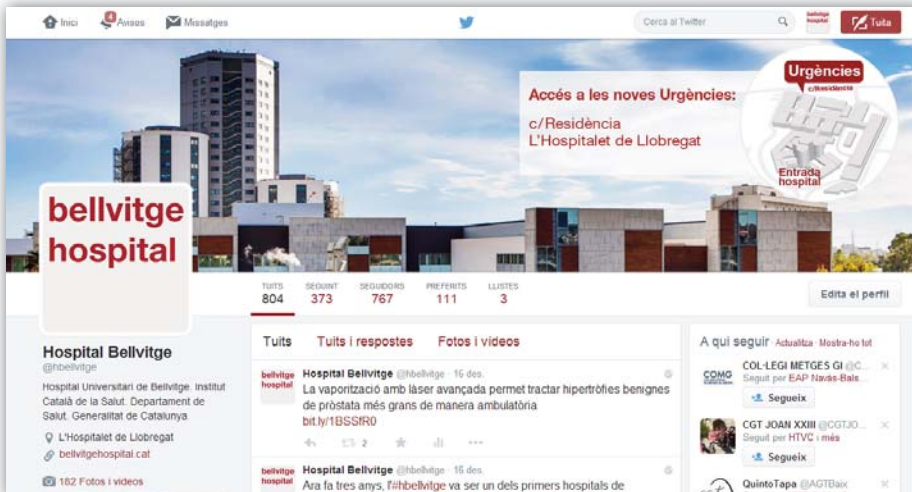 Inici
4
Avisos
Missatges
Cerca al Twitter
bellvitge
hospital
Tuita
Accés a les noves Urgències:
c/Residència
L'Hospitalet de Llobregat
Urgències
c/Residència
Entrada
hospital
bellvitge
hospital
TUITS
804
SEGUINT
373
SEGUIDORS
767
PREFERITS
111
LLISTES
3
Edita el perfil
Hospital Bellvitge
@hbellvitge
Hospital Universitari de Bellvitge. Institut
Català de la Salut. Departament de
Salut. Generalitat de Catalunya.
L'Hospitalet de Llobregat
bellvitgehospital.cat
162 Fotos i vídeos
Tuits Tuits i respostes Fotos i vídeos
bellvitge
hospital
Hospital Bellvitge @hbellvitge · 16 des.
La vaporització amb làser avançada permet tractar hipertròfies benignes
de pròstata més grans de manera ambulatòria
bit.ly/1BSSfR0
2
bellvitge
hospital
Hospital Bellvitge @hbellvitge · 16 des.
Ara fa tres anys, l'#hbellvitge va ser un dels primers hospitals de
A qui seguir · Actualitza · Mostra-ho tot
COMG
COL·LEGI METGES GI @C...
Seguit per EAP Navàs-Bals...
Segueix
CGT JOAN XXIII @CGTJO...
Seguit per HTVC i més
Segueix
QuintoTapa @AGTBaix